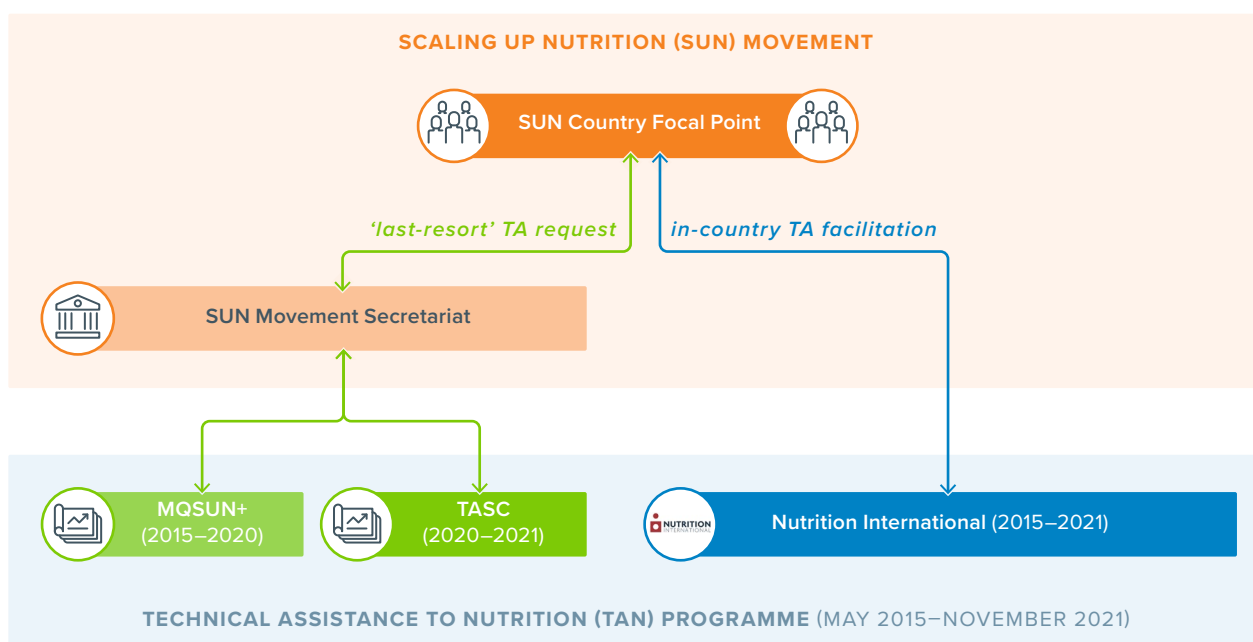 SCALING UP NUTRITION (SUN) MOVEMENT
SUN Country Focal Point
‘last-resort’ TA request
in-country TA facilitation
SUN Movement Secretariat
MQSUN+
(2015–2020)
TASC
(2020–2021)
NUTRITION
INTERNATIONAL
Nutrition International (2015–2021)
TECHNICAL ASSISTANCE TO NUTRITION (TAN) PROGRAMME (MAY 2015–NOVEMBER 2021)